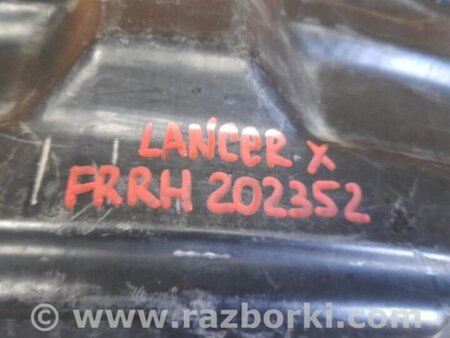 LANCER X
FRRH 202352
www.razborki.com